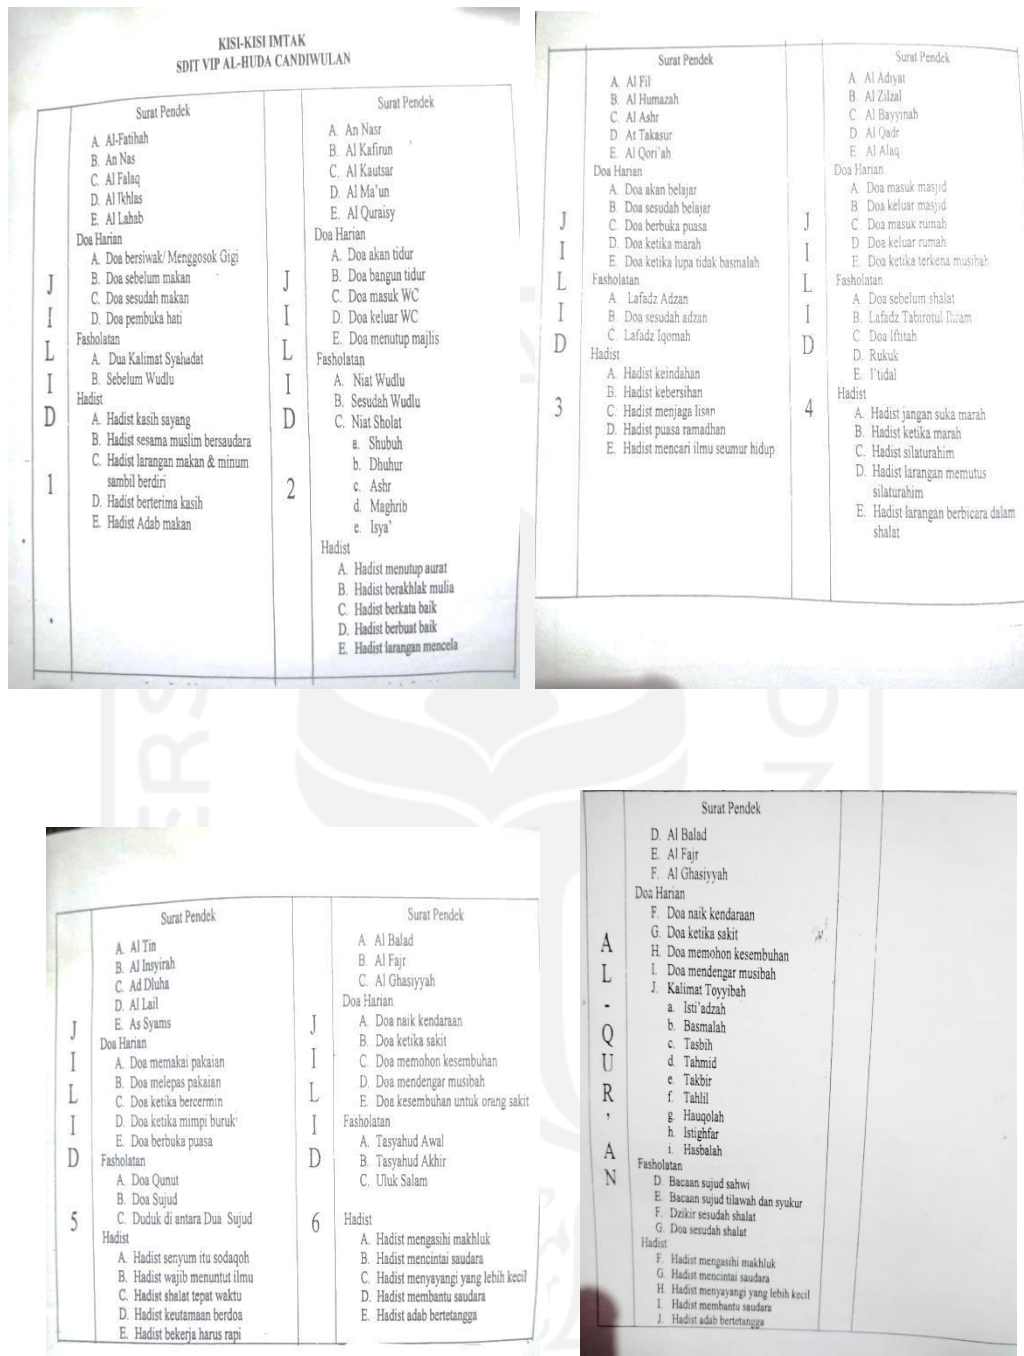 KISI-KISI IMTAK
SDIT VIP AL-HUDA CANDIWULAN
JILID 1
Surat Pendek
A. Al-Fatihah
B. An Nas
C. Al Falaq
D. Al Ikhlas
E. Al Lahab
Doa Harian
A. Doa bersiwak/ Menggosok Gigi
B. Doa sebelum makan
C. Doa sesudah makan
D. Doa pembuka hati
Fasholatan
A. Dua Kalimat Syahadat
B. Sebelum Wudlu
Hadist
A. Hadist kasih sayang
B. Hadist sesama muslim bersaudara
C. Hadist larangan makan & minum
sambil berdiri
D. Hadist berterima kasih
E. Hadist Adab makan
JILID 2
Surat Pendek
A. An Nasr
B. Al Kafirun
C. Al Kautsar
D. Al Ma'un
E. Al Quraisy
Doa Harian
A. Doa akan tidur
B. Doa bangun tidur
C. Doa masuk WC
D. Doa keluar WC
E. Doa menutup majlis
Fasholatan
A. Niat Wudlu
B. Sesudah Wudlu
C. Niat Sholat
a. Shubuh
b. Dhuhur
c. Ashr
d. Maghrib
e. Isya'
Hadist
A. Hadist menutup aurat
B. Hadist berakhlak mulia
C. Hadist berkata baik
D. Hadist berbuat baik
E. Hadist larangan mencela
JILID 3
Surat Pendek
A. Al Fil
B. Al Humazah
C. Al Ashr
D. At Takasur
E. Al Qori'ah
Doa Harian
A. Doa akan belajar
B. Doa sesudah belajar
C. Doa berbuka puasa
D. Doa ketika marah
E. Doa ketika lupa tidak basmalah
Fasholatan
A. Lafadz Adzan
B. Doa sesudah adzan
C. Lafadz Iqomah
Hadist
A. Hadist keindahan
B. Hadist kebersihan
C. Hadist menjaga lisan
D. Hadist puasa ramadhan
E. Hadist mencari ilmu seumur hidup
JILID 4
Surat Pendek
A. Al Adiyat
B. Al Zilzal
C. Al Bayyinah
D. Al Qadr
E. Al Alaq
Doa Harian
A. Doa masuk masjid
B. Doa keluar masjid
C. Doa masuk rumah
D. Doa keluar rumah
E. Doa ketika terkena musibah
Fasholatan
A. Doa sebelum shalat
B. Lafadz Tabirotul Ihram
C. Doa Iftitah
D. Rukuk
E. I'tidal
Hadist
A. Hadist jangan suka marah
B. Hadist ketika marah
C. Hadist silaturahim
D. Hadist larangan memutus
silaturahim
E. Hadist larangan berbicara dalam
shalat
JILID 5
Surat Pendek
A. Al Tin
B. Al Insyirah
C. Ad Dluha
D. Al Lail
E. As Syams
Doa Harian
A. Doa memakai pakaian
B. Doa melepas pakaian
C. Doa ketika bercermin
D. Doa ketika mimpi buruk
E. Doa berbuka puasa
Fasholatan
A. Doa Qunut
B. Doa Sujud
C. Duduk di antara Dua Sujud
Hadist
A. Hadist senyum itu sodaqoh
B. Hadist wajib menuntut ilmu
C. Hadist shalat tepat waktu
D. Hadist keutamaan berdoa
E. Hadist bekerja harus rapi
JILID 6
Surat Pendek
A. Al Balad
B. Al Fajr
C. Al Ghasiyyah
Doa Harian
A. Doa naik kendaraan
B. Doa ketika sakit
C. Doa memohon kesembuhan
D. Doa mendengar musibah
E. Doa kesembuhan untuk orang sakit
Fasholatan
A. Tasyahud Awal
B. Tasyahud Akhir
C. Uluk Salam
Hadist
A. Hadist mengasihi makhluk
B. Hadist mencintai saudara
C. Hadist menyayangi yang lebih kecil
D. Hadist membantu saudara
E. Hadist adab bertetangga
AL-QUR'AN
Surat Pendek
D. Al Balad
E. Al Fajr
F. Al Ghasiyyah
Doa Harian
F. Doa naik kendaraan
G. Doa ketika sakit
H. Doa memohon kesembuhan
I. Doa mendengar musibah
J. Kalimat Toyyibah
a. Isti'adzah
b. Basmalah
c. Tasbih
d. Tahmid
e. Takbir
f. Tahlil
g. Hauqolah
h. Istighfar
i. Hasbalah
Fasholatan
D. Bacaan sujud sahwi
E. Bacaan sujud tilawah dan syukur
F. Dzikir sesudah shalat
G. Doa sesudah shalat
Hadist
F. Hadist mengasihi makhluk
G. Hadist mencintai saudara
H. Hadist menyayangi yang lebih kecil
I. Hadist membantu saudara
J. Hadist adab bertetangga